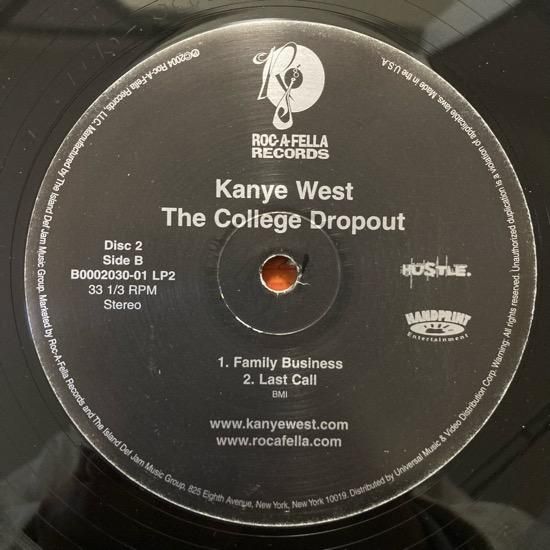 ROC-A-FELLA
RECORDS
Kanye West
The College Dropout
Disc 2
Side B
B0002030-01 LP2
33 1/3 RPM
Stereo
HUSTLE.
HANDPRINT
Entertainment
1. Family Business
2. Last Call
BMI
www.kanyewest.com
www.rocafella.com
℗©2004 Roc-A-Fella Records, LLC. Manufactured by The Island Def Jam Music Group. Marketed by Roc-A-Fella Records and The Island Def Jam Music Group, 825 Eighth Avenue, New York, New York 10019. Distributed by Universal Music & Video Distribution Corp. Warning: All rights reserved. Unauthorized duplication is a violation of applicable laws. Made in the U.S.A.